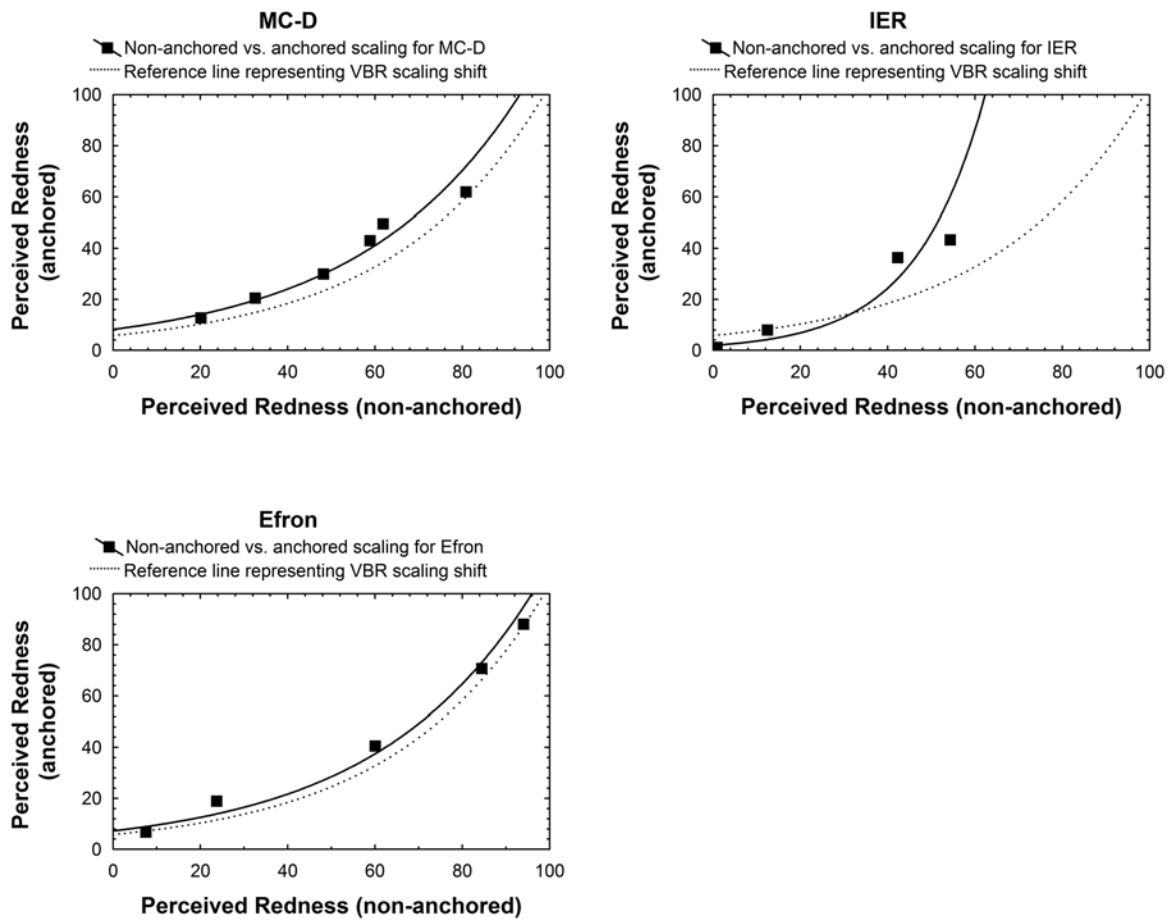 MC-D
Non-anchored vs. anchored scaling for MC-D
Reference line representing VBR scaling shift
100
80
60
40
20
0
Perceived Redness
(anchored)
0 20 40 60 80 100
Perceived Redness (non-anchored)
IER
Non-anchored vs. anchored scaling for IER
Reference line representing VBR scaling shift
100
80
60
40
20
0
Perceived Redness
(anchored)
0 20 40 60 80 100
Perceived Redness (non-anchored)
Efron
Non-anchored vs. anchored scaling for Efron
Reference line representing VBR scaling shift
100
80
60
40
20
0
Perceived Redness
(anchored)
0 20 40 60 80 100
Perceived Redness (non-anchored)